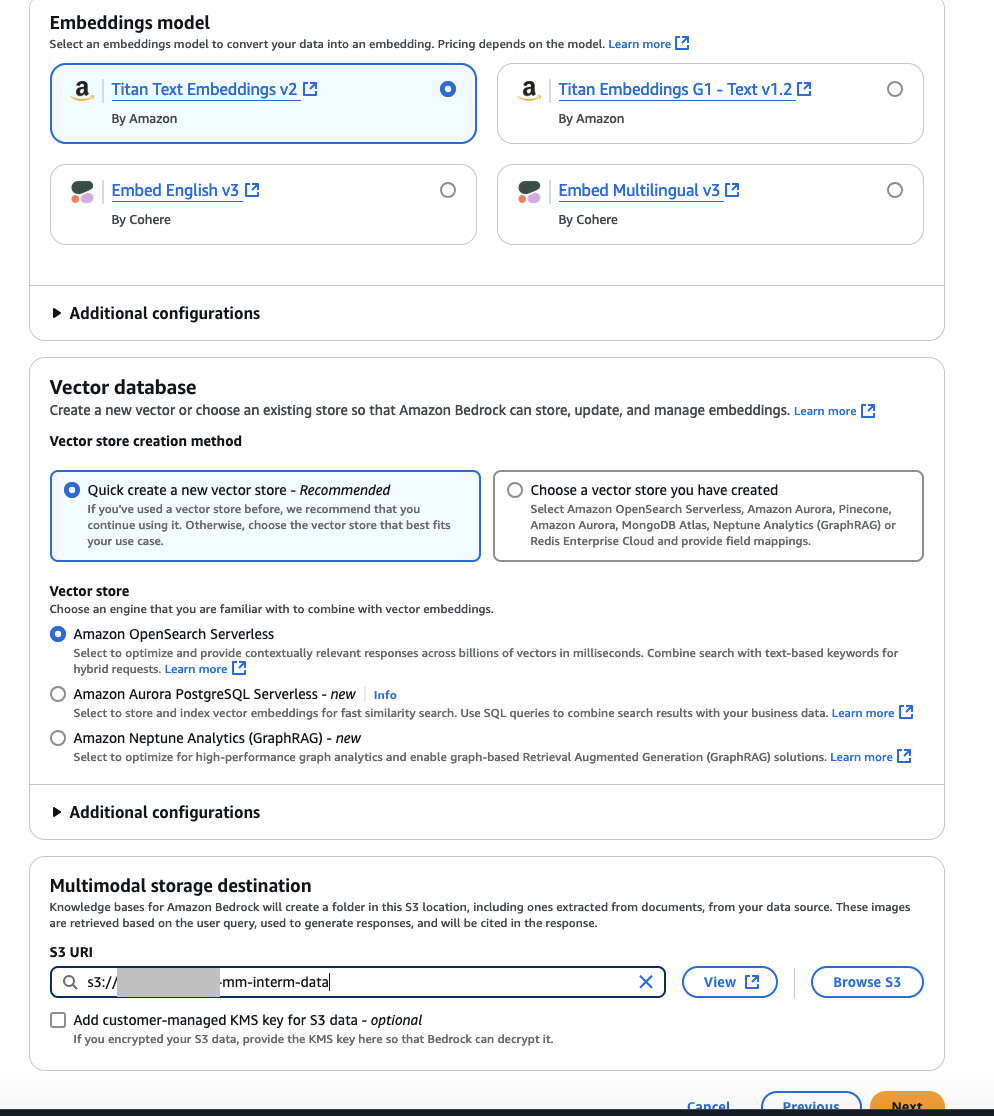 Embeddings model
Select an embeddings model to convert your data into an embedding. Pricing depends on the model. Learn more
Titan Text Embeddings v2
By Amazon
Titan Embeddings G1 - Text v1.2
By Amazon
Embed English v3
By Cohere
Embed Multilingual v3
By Cohere
Additional configurations
Vector database
Create a new vector or choose an existing store so that Amazon Bedrock can store, update, and manage embeddings. Learn more
Vector store creation method
Quick create a new vector store - Recommended
If you've used a vector store before, we recommend that you
continue using it. Otherwise, choose the vector store that best fits
your use case.
Choose a vector store you have created
Select Amazon OpenSearch Serverless, Amazon Aurora, Pinecone,
Amazon Aurora, MongoDB Atlas, Neptune Analytics (GraphRAG) or
Redis Enterprise Cloud and provide field mappings.
Vector store
Choose an engine that you are familiar with to combine with vector embeddings.
Amazon OpenSearch Serverless
Select to optimize and provide contextually relevant responses across billions of vectors in milliseconds. Combine search with text-based keywords for
hybrid requests. Learn more
Amazon Aurora PostgreSQL Serverless - new Info
Select to store and index vector embeddings for fast similarity search. Use SQL queries to combine search results with your business data. Learn more
Amazon Neptune Analytics (GraphRAG) - new
Select to optimize for high-performance graph analytics and enable graph-based Retrieval Augmented Generation (GraphRAG) solutions. Learn more
Additional configurations
Multimodal storage destination
Knowledge bases for Amazon Bedrock will create a folder in this S3 location, including ones extracted from documents, from your data source. These images
are retrieved based on the user query, used to generate responses, and will be cited in the response.
S3 URI
s3:// -mm-interm-data
View
Browse S3
Add customer-managed KMS key for S3 data - optional
If you encrypted your S3 data, provide the KMS key here so that Bedrock can decrypt it.
Cancel
Previous
Next